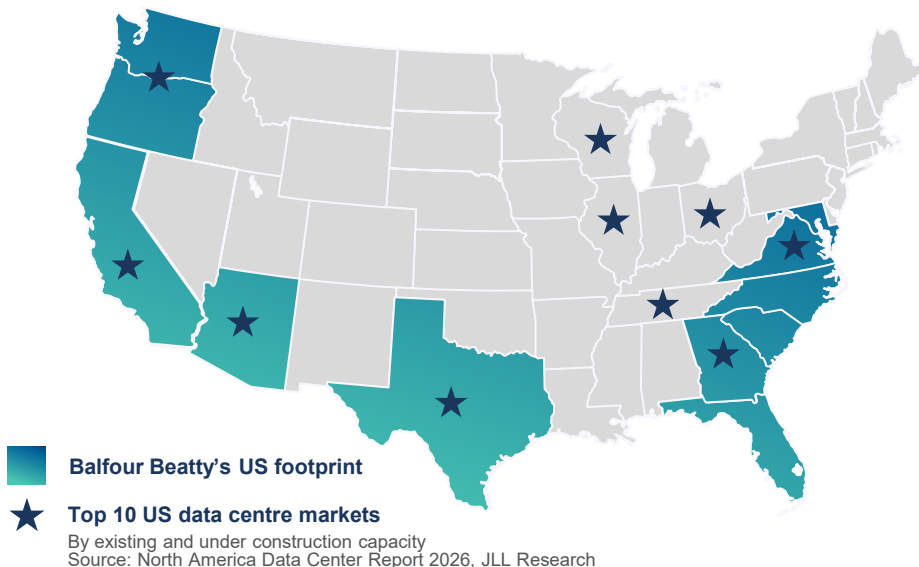 Balfour Beatty’s US footprint
Top 10 US data centre markets
By existing and under construction capacity
Source: North America Data Center Report 2026, JLL Research